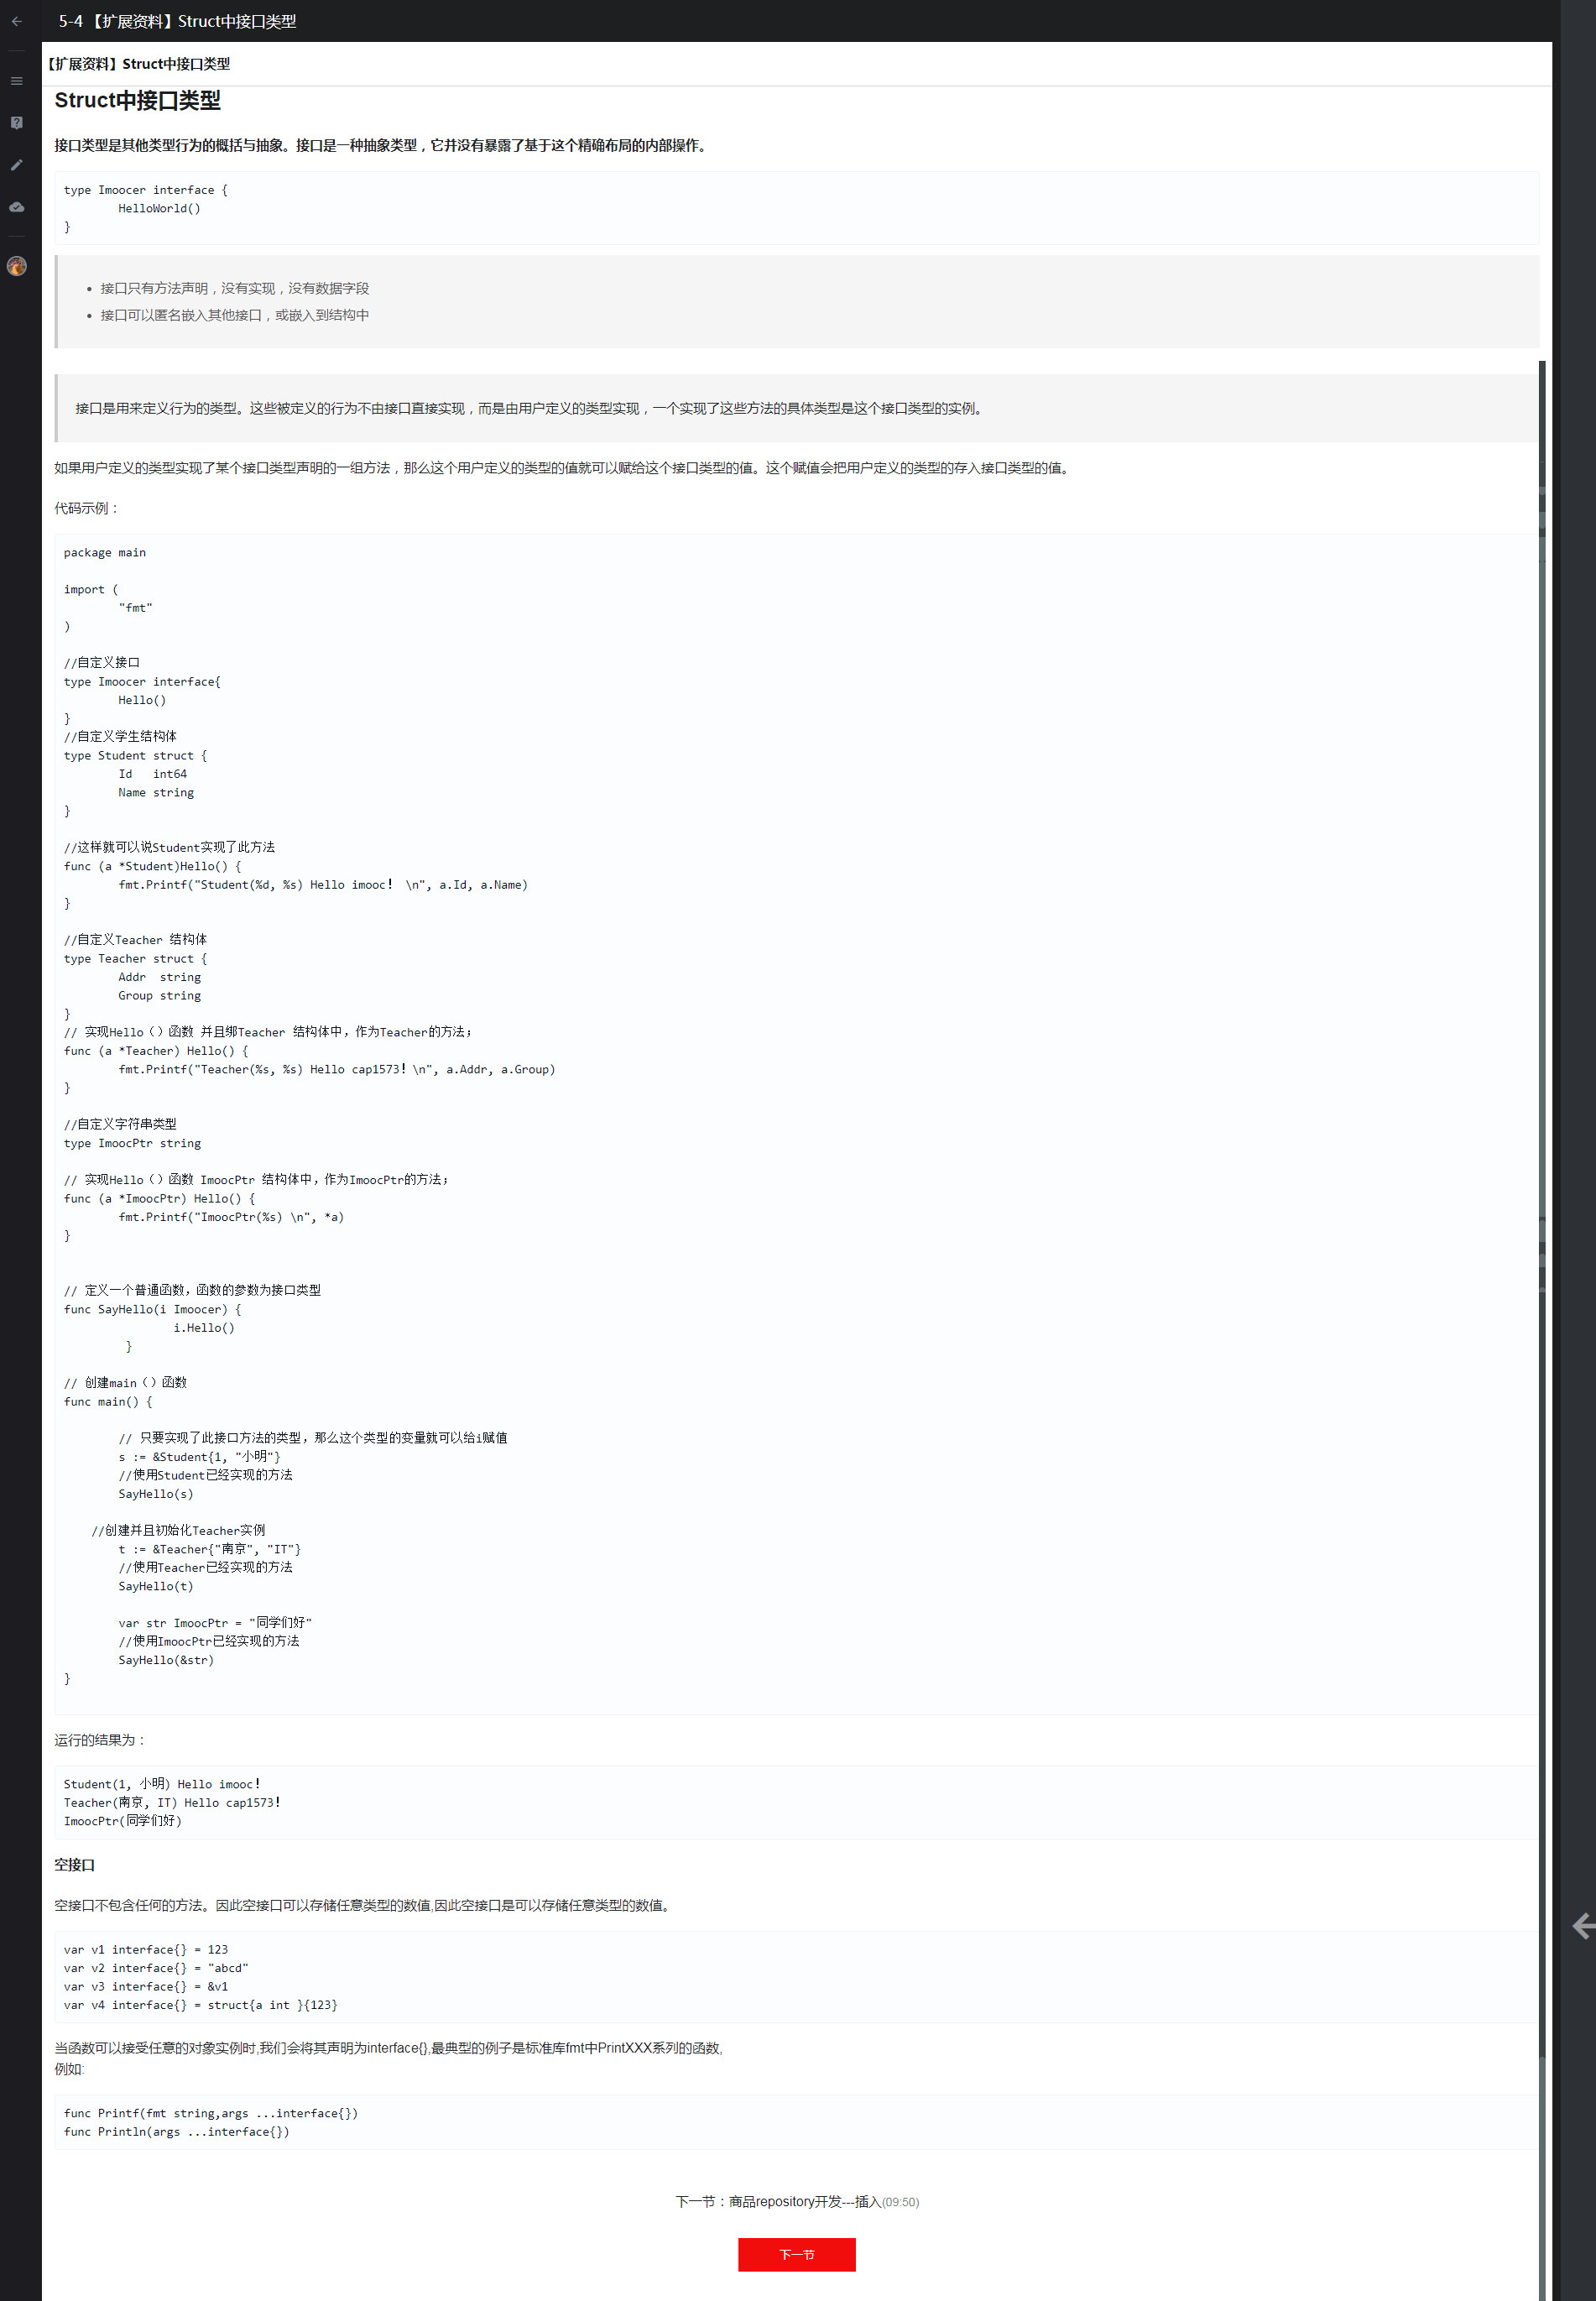 5-4 【扩展资料】Struct中接口类型
【扩展资料】Struct中接口类型
Struct中接口类型
接口类型是其他类型行为的概括与抽象。接口是一种抽象类型，它并没有暴露了基于这个精确布局的内部操作。
type Imoocer interface {
        HelloWorld()
}
• 接口只有方法声明，没有实现，没有数据字段
• 接口可以匿名嵌入其他接口，或嵌入到结构中
接口是用来定义行为的类型。这些被定义的行为不由接口直接实现，而是由用户定义的类型实现，一个实现了这些方法的具体类型是这个接口类型的实例。
如果用户定义的类型实现了某个接口类型声明的一组方法，那么这个用户定义的类型的值就可以赋给这个接口类型的值。这个赋值会把用户定义的类型的存入接口类型的值。
代码示例：
package main
import (
        "fmt"
)
//自定义接口
type Imoocer interface{
        Hello()
}
//自定义学生结构体
type Student struct {
        Id   int64
        Name string
}
//这样就可以说Student实现了此方法
func (a *Student)Hello() {
        fmt.Printf("Student(%d, %s) Hello imooc！ \n", a.Id, a.Name)
}
//自定义Teacher 结构体
type Teacher struct {
        Addr  string
        Group string
}
// 实现Hello（）函数 并且绑Teacher 结构体中，作为Teacher的方法；
func (a *Teacher) Hello() {
        fmt.Printf("Teacher(%s, %s) Hello cap1573！\n", a.Addr, a.Group)
}
//自定义字符串类型
type ImoocPtr string
// 实现Hello（）函数 ImoocPtr 结构体中，作为ImoocPtr的方法；
func (a *ImoocPtr) Hello() {
        fmt.Printf("ImoocPtr(%s) \n", *a)
}
// 定义一个普通函数，函数的参数为接口类型
func SayHello(i Imoocer) {
                i.Hello()
         }
// 创建main（）函数
func main() {
        // 只要实现了此接口方法的类型，那么这个类型的变量就可以给i赋值
        s := &Student{1, "小明"}
        //使用Student已经实现的方法
        SayHello(s)
    //创建并且初始化Teacher实例
        t := &Teacher{"南京", "IT"}
        //使用Teacher已经实现的方法
        SayHello(t)
        var str ImoocPtr = "同学们好"
        //使用ImoocPtr已经实现的方法
        SayHello(&str)
}
运行的结果为：
Student(1, 小明) Hello imooc！
Teacher(南京, IT) Hello cap1573！
ImoocPtr(同学们好)
空接口
空接口不包含任何的方法。因此空接口可以存储任意类型的数值,因此空接口是可以存储任意类型的数值。
var v1 interface{} = 123
var v2 interface{} = "abcd"
var v3 interface{} = &v1
var v4 interface{} = struct{a int }{123}
当函数可以接受任意的对象实例时,我们会将其声明为interface{},最典型的例子是标准库fmt中PrintXXX系列的函数,
例如:
func Printf(fmt string,args ...interface{})
func Println(args ...interface{})
下一节：商品repository开发---插入(09:50)
下一节